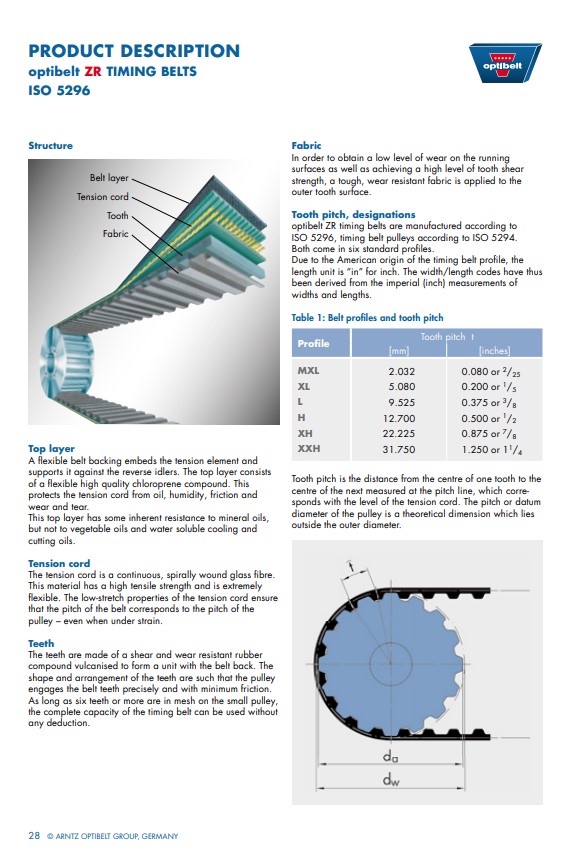 PRODUCT DESCRIPTION
optibelt ZR TIMING BELTS
ISO 5296
optibelt
Structure
Belt layer
Tension cord
Tooth
Fabric
Top layer
A flexible belt backing embeds the tension element and
supports it against the reverse idlers. The top layer consists
of a flexible high quality chloroprene compound. This
protects the tension cord from oil, humidity, friction and
wear and tear.
This top layer has some inherent resistance to mineral oils,
but not to vegetable oils and water soluble cooling and
cutting oils.
Tension cord
The tension cord is a continuous, spirally wound glass fibre.
This material has a high tensile strength and is extremely
flexible. The low-stretch properties of the tension cord ensure
that the pitch of the belt corresponds to the pitch of the
pulley – even when under strain.
Teeth
The teeth are made of a shear and wear resistant rubber
compound vulcanised to form a unit with the belt back. The
shape and arrangement of the teeth are such that the pulley
engages the belt teeth precisely and with minimum friction.
As long as six teeth or more are in mesh on the small pulley,
the complete capacity of the timing belt can be used without
any deduction.
Fabric
In order to obtain a low level of wear on the running
surfaces as well as achieving a high level of tooth shear
strength, a tough, wear resistant fabric is applied to the
outer tooth surface.
Tooth pitch, designations
optibelt ZR timing belts are manufactured according to
ISO 5296, timing belt pulleys according to ISO 5294.
Both come in six standard profiles.
Due to the American origin of the timing belt profile, the
length unit is “in” for inch. The width/length codes have thus
been derived from the imperial (inch) measurements of
widths and lengths.
Table 1: Belt profiles and tooth pitch
Profile Tooth pitch t
[mm] [inches]
MXL 2.032 0.080 or 2/25
XL 5.080 0.200 or 1/5
L 9.525 0.375 or 3/8
H 12.700 0.500 or 1/2
XH 22.225 0.875 or 7/8
XXH 31.750 1.250 or 1 1/4
Tooth pitch is the distance from the centre of one tooth to the
centre of the next measured at the pitch line, which corre-
sponds with the level of the tension cord. The pitch or datum
diameter of the pulley is a theoretical dimension which lies
outside the outer diameter.
t
da
dw
28 © ARNTZ OPTIBELT GROUP, GERMANY